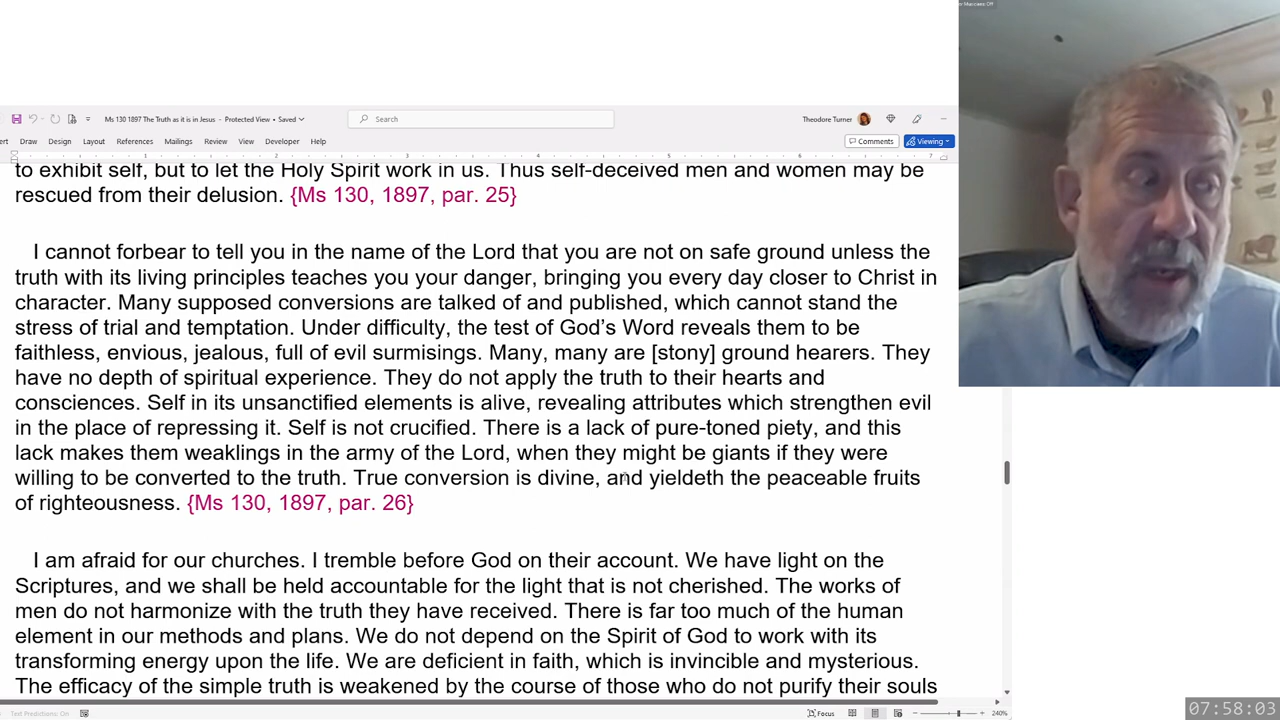 w Musicians Off
Ms 130 1897 The Truth as it is in Jesus - Protected View • Saved
Search
Theodore Turner
ert Draw Design Layout References Mailings Review View Developer Help
Comments
Viewing
1 2 3 4 5 6 7
to exhibit self, but to let the Holy Spirit work in us. Thus self-deceived men and women may be
rescued from their delusion. {Ms 130, 1897, par. 25}
I cannot forbear to tell you in the name of the Lord that you are not on safe ground unless the
truth with its living principles teaches you your danger, bringing you every day closer to Christ in
character. Many supposed conversions are talked of and published, which cannot stand the
stress of trial and temptation. Under difficulty, the test of God’s Word reveals them to be
faithless, envious, jealous, full of evil surmisings. Many, many are [stony] ground hearers. They
have no depth of spiritual experience. They do not apply the truth to their hearts and
consciences. Self in its unsanctified elements is alive, revealing attributes which strengthen evil
in the place of repressing it. Self is not crucified. There is a lack of pure-toned piety, and this
lack makes them weaklings in the army of the Lord, when they might be giants if they were
willing to be converted to the truth. True conversion is divine, and yieldeth the peaceable fruits
of righteousness. {Ms 130, 1897, par. 26}
I am afraid for our churches. I tremble before God on their account. We have light on the
Scriptures, and we shall be held accountable for the light that is not cherished. The works of
men do not harmonize with the truth they have received. There is far too much of the human
element in our methods and plans. We do not depend on the Spirit of God to work with its
transforming energy upon the life. We are deficient in faith, which is invincible and mysterious.
The efficacy of the simple truth is weakened by the course of those who do not purify their souls
Text Predictions: On
Focus
240%
07:58:03